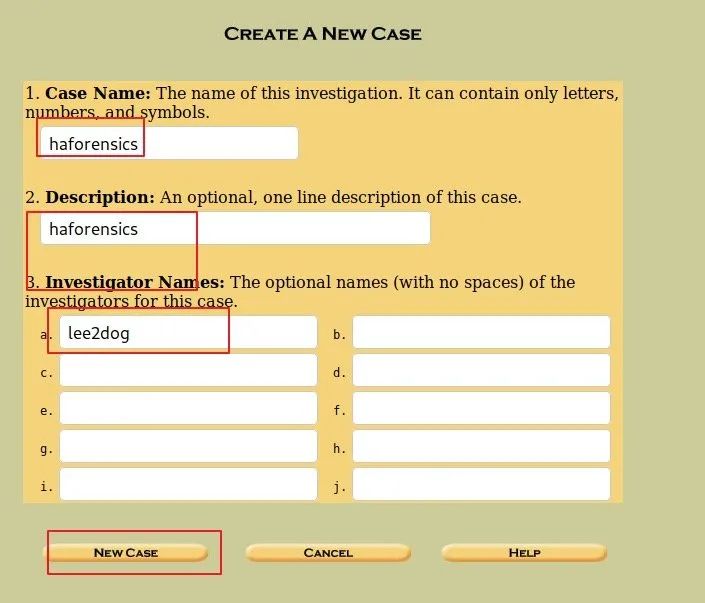 CREATE A NEW CASE
1. Case Name: The name of this investigation. It can contain only letters,
numbers, and symbols.
haforensics
2. Description: An optional, one line description of this case.
haforensics
3. Investigator Names: The optional names (with no spaces) of the
investigators for this case.
a. lee2dog b.
c. d.
e. f.
g. h.
i. j.
NEW CASE CANCEL HELP